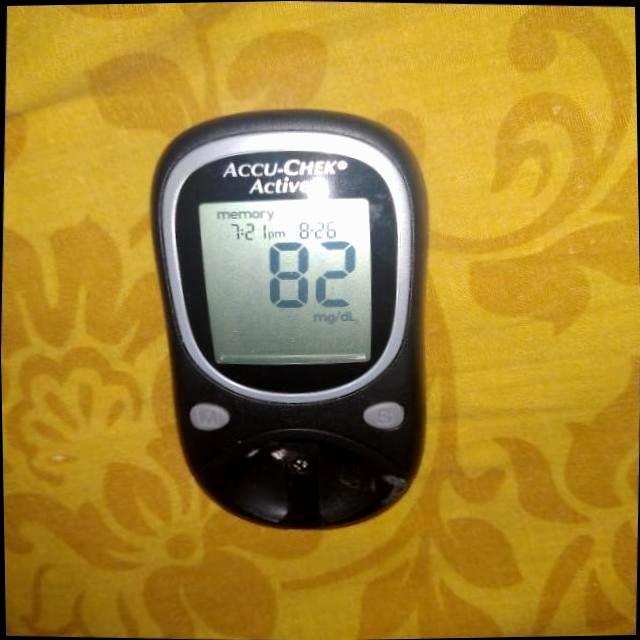 ACCU-CHEK®
Active
memory
7:21pm 8-26
82
mg/dL
M S